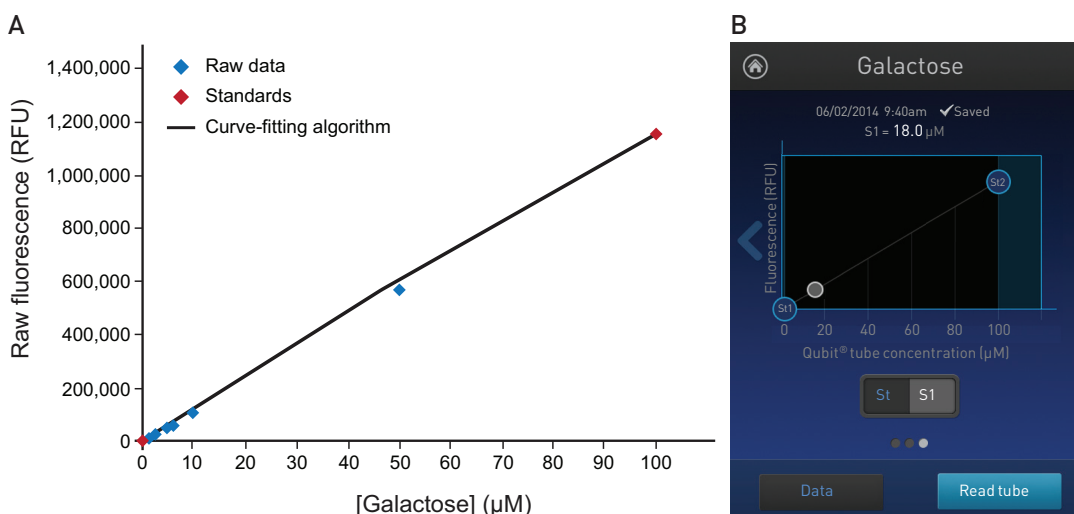 A
Raw fluorescence (RFU)
1,400,000
1,200,000
1,000,000
800,000
600,000
400,000
200,000
0
Raw data
Standards
Curve-fitting algorithm
0 10 20 30 40 50 60 70 80 90 100
[Galactose] (µM)
B
Galactose
06/02/2014 9:40am ✓Saved
S1 = 18.0 µM
Fluorescence (RFU)
St2
St1
0 20 40 60 80 100
Qubit® tube concentration (µM)
St S1
Data Read tube